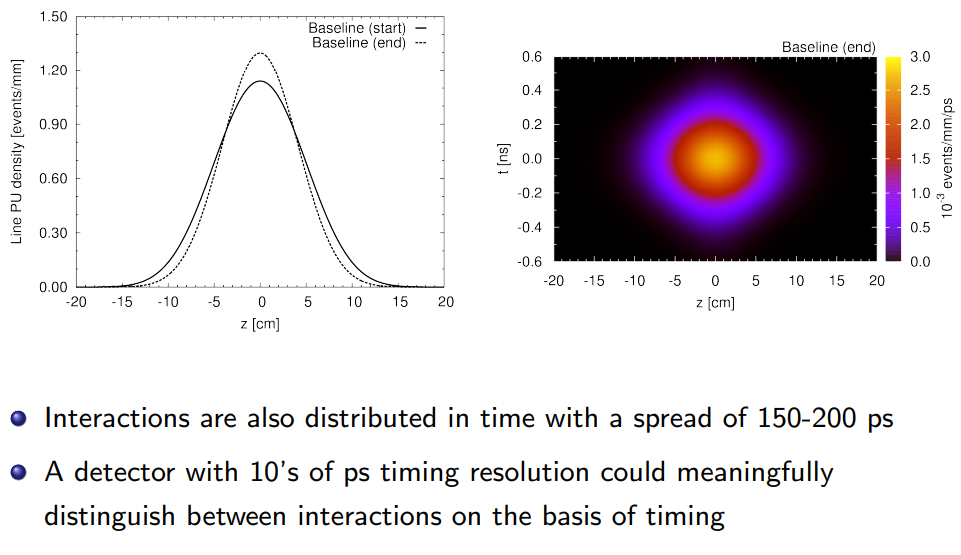 1.50
1.20
0.90
0.60
0.30
0.00
Line PU density [events/mm]
Baseline (start)
Baseline (end)
-20 -15 -10 -5 0 5 10 15 20
z [cm]
Baseline (end)
0.6
0.4
0.2
0.0
-0.2
-0.4
-0.6
t [ns]
-20 -15 -10 -5 0 5 10 15 20
z [cm]
3.0
2.5
2.0
1.5
1.0
0.5
0.0
10⁻³ events/mm/ps
Interactions are also distributed in time with a spread of 150-200 ps
A detector with 10's of ps timing resolution could meaningfully
distinguish between interactions on the basis of timing